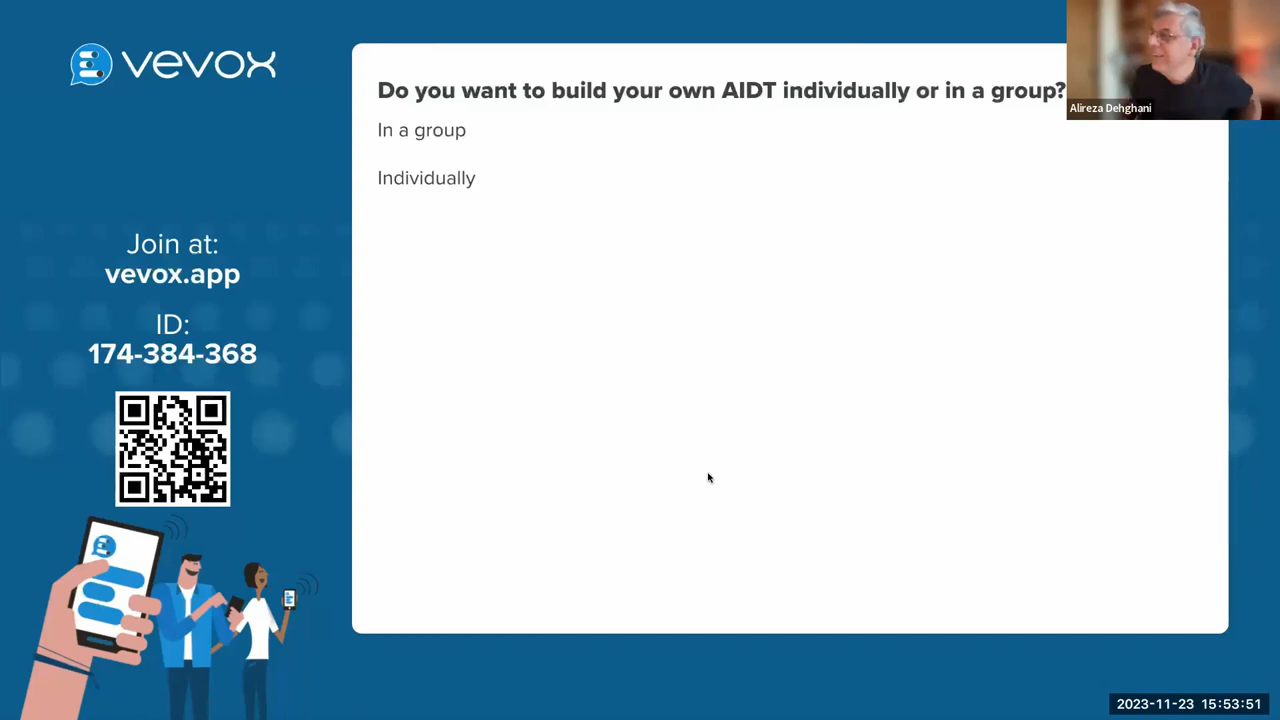 vevox
Do you want to build your own AIDT individually or in a group?
In a group
Individually
Join at:
vevox.app
ID:
174-384-368
Alireza Dehghani
2023-11-23 15:53:51